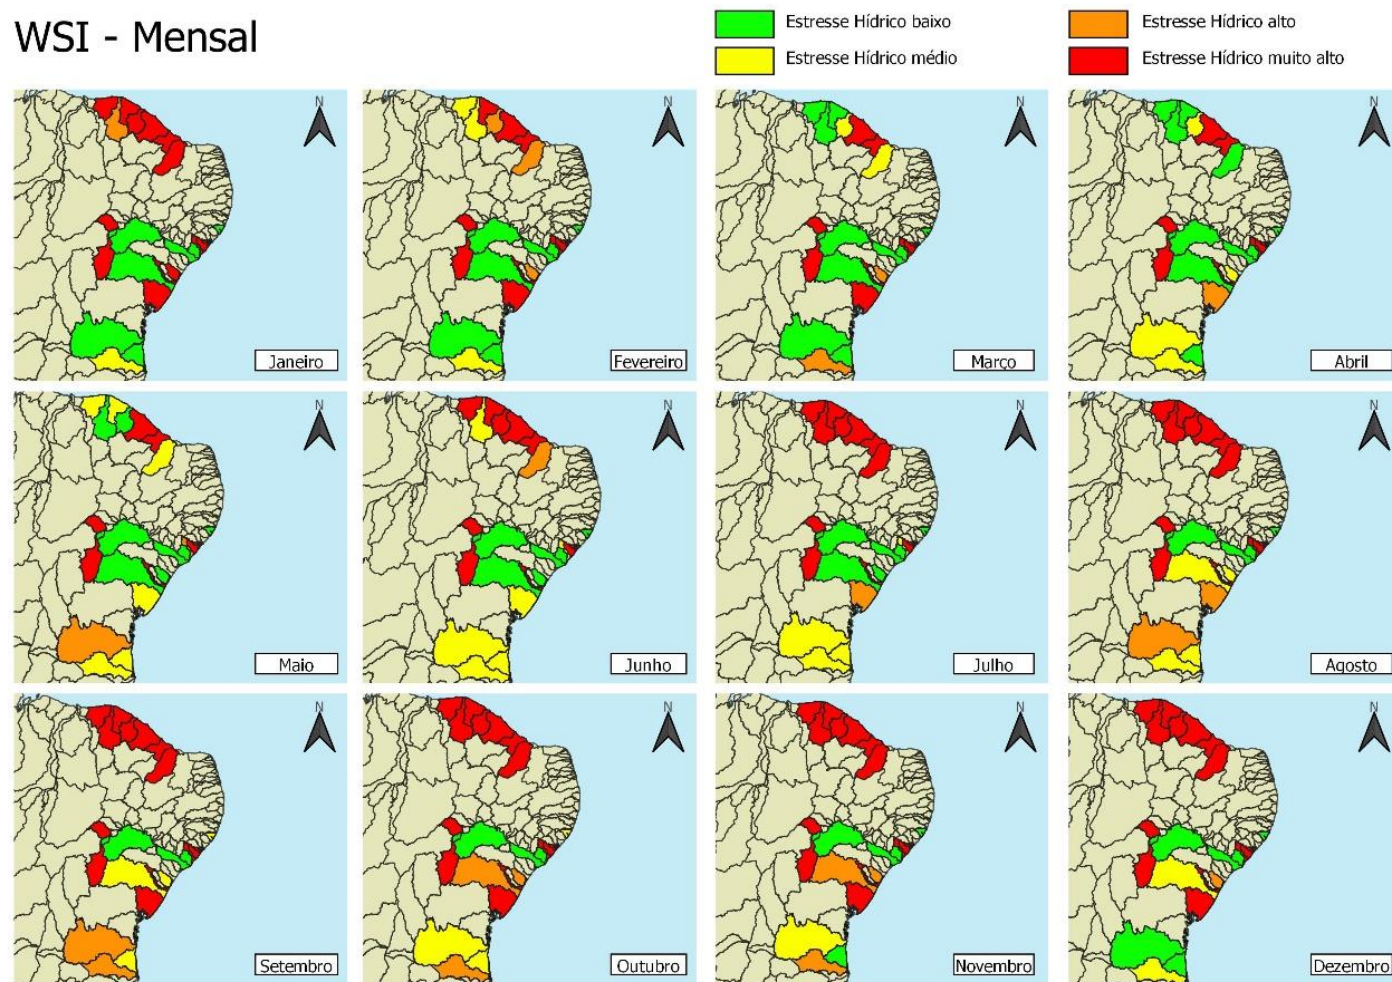 WSI - Mensal
Estresse Hídrico baixo
Estresse Hídrico alto
Estresse Hídrico médio
Estresse Hídrico muito alto
N
N
N
N
Janeiro
Fevereiro
Março
Abril
N
N
N
N
Maio
Junho
Julho
Agosto
N
N
N
N
Setembro
Outubro
Novembro
Dezembro